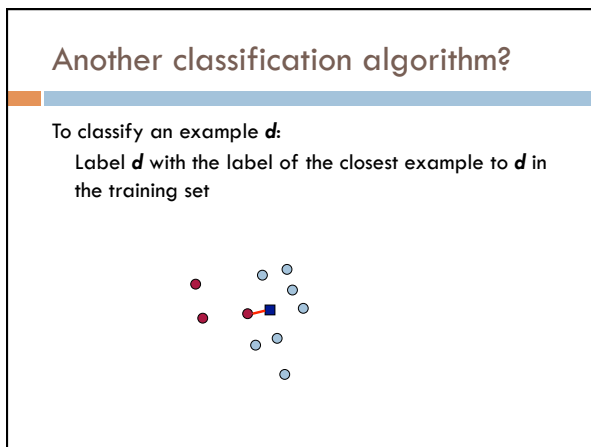 Another classification algorithm?
To classify an example d:
Label d with the label of the closest example to d in
the training set